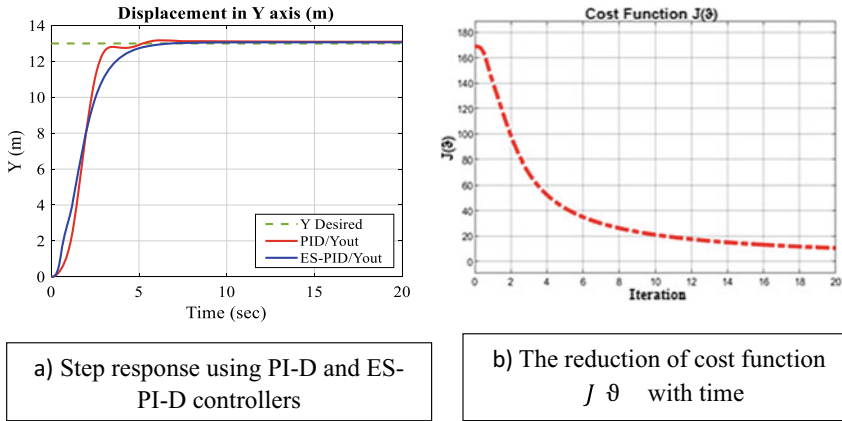 Displacement in Y axis (m)
14
12
10
8
6
4
2
0
Y (m)
Y Desired
PID/Yout
ES-PID/Yout
0 5 10 15 20
Time (sec)
a) Step response using PI-D and ES-
PI-D controllers
Cost Function J(ϑ)
180
160
140
120
100
80
60
40
20
0
J(ϑ)
0 2 4 6 8 10 12 14 16 18 20
Iteration
b) The reduction of cost function
J ϑ with time